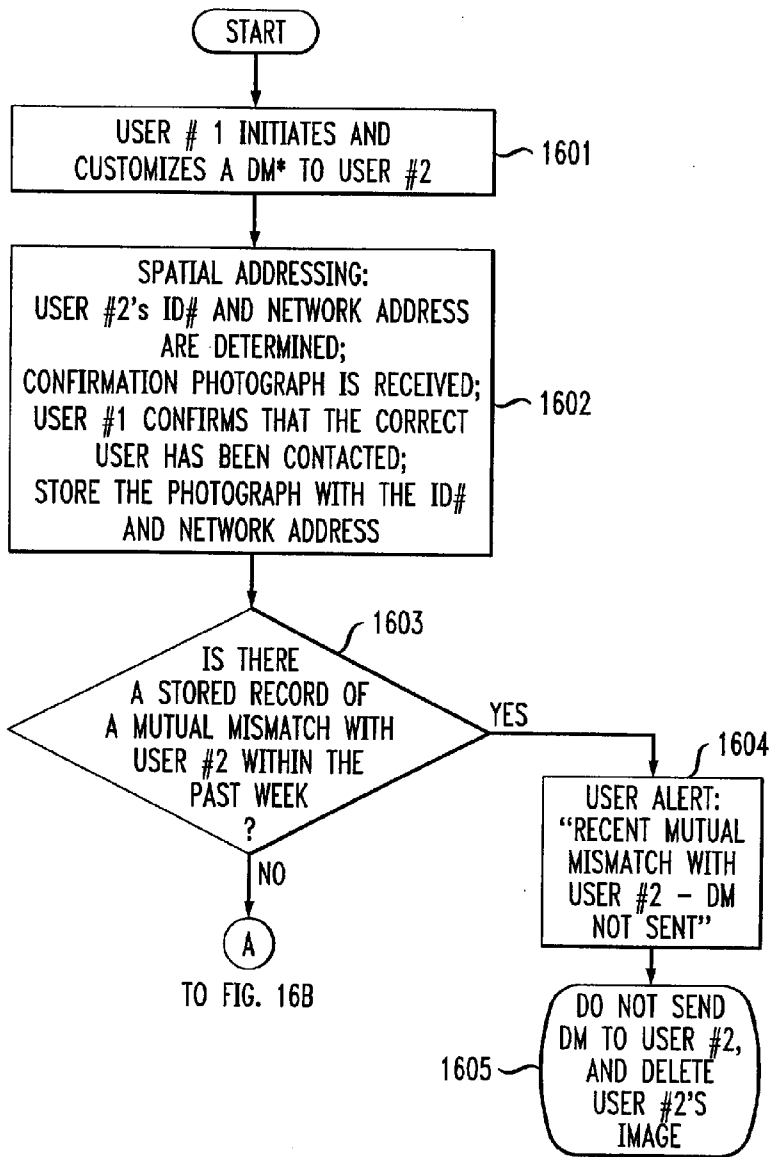 START
USER # 1 INITIATES AND
CUSTOMIZES A DM* TO USER #2
1601
SPATIAL ADDRESSING:
USER #2's ID# AND NETWORK ADDRESS
ARE DETERMINED;
CONFIRMATION PHOTOGRAPH IS RECEIVED;
USER #1 CONFIRMS THAT THE CORRECT
USER HAS BEEN CONTACTED;
STORE THE PHOTOGRAPH WITH THE ID#
AND NETWORK ADDRESS
1602
1603
IS THERE
A STORED RECORD OF
A MUTUAL MISMATCH WITH
USER #2 WITHIN THE
PAST WEEK
?
YES
NO
A
TO FIG. 16B
1604
USER ALERT:
“RECENT MUTUAL
MISMATCH WITH
USER #2 – DM
NOT SENT”
DO NOT SEND
DM TO USER #2,
AND DELETE
USER #2'S
IMAGE
1605